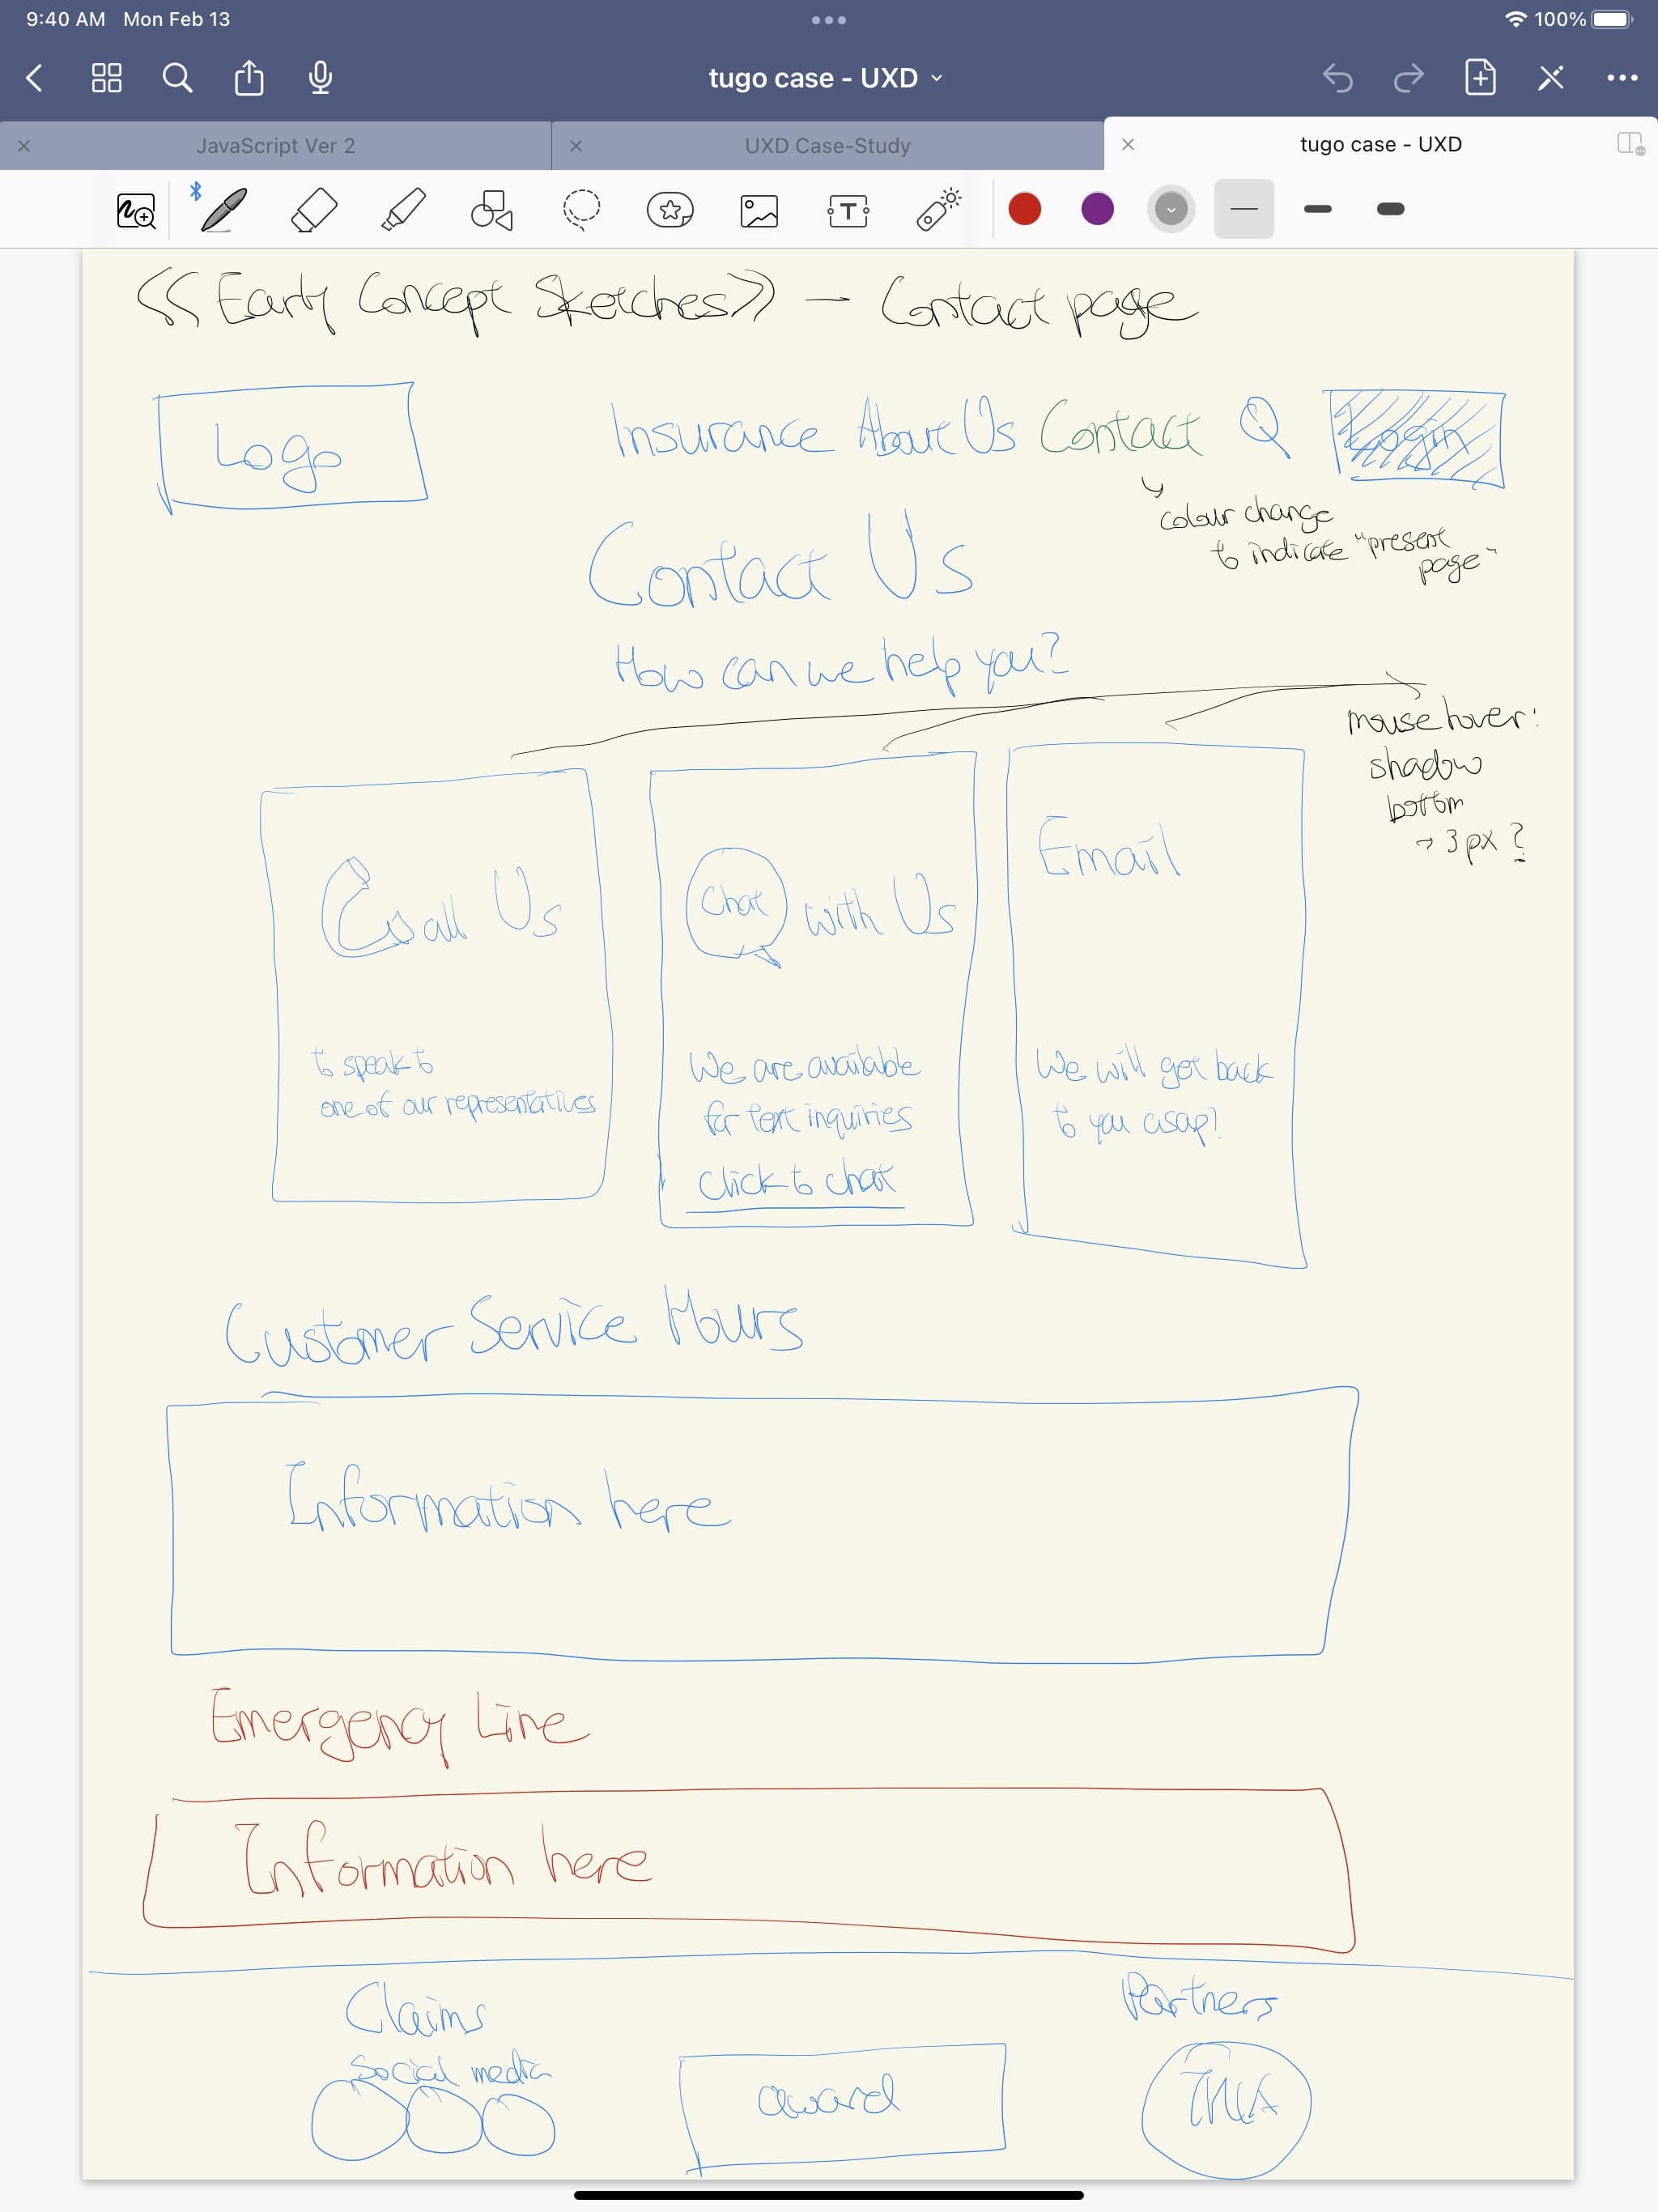 9:40 AM Mon Feb 13
100%
tugo case - UXD
JavaScript Ver 2
UXD Case-Study
tugo case - UXD
T
<<Early Concept Sketches>> → Contact page
Logo
Insurance About Us Contact
Login
colour change
to indicate "present
page"
Contact Us
How can we help you?
mouse hover:
shadow
bottom
→ 3px?
Call Us
to speak to
one of our representatives
Chat with Us
We are available
for text inquiries
click to chat
Email
We will get back
to you asap!
Customer Service Hours
Information here
Emergency Line
Information here
Claims
Social media
award
Partners